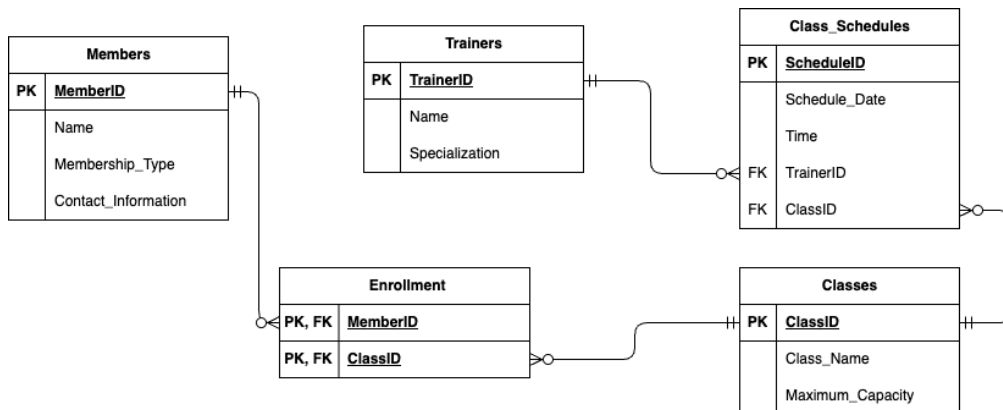 Members
PK MemberID
Name
Membership_Type
Contact_Information
Trainers
PK TrainerID
Name
Specialization
Class_Schedules
PK ScheduleID
Schedule_Date
Time
FK TrainerID
FK ClassID
Enrollment
PK, FK MemberID
PK, FK ClassID
Classes
PK ClassID
Class_Name
Maximum_Capacity